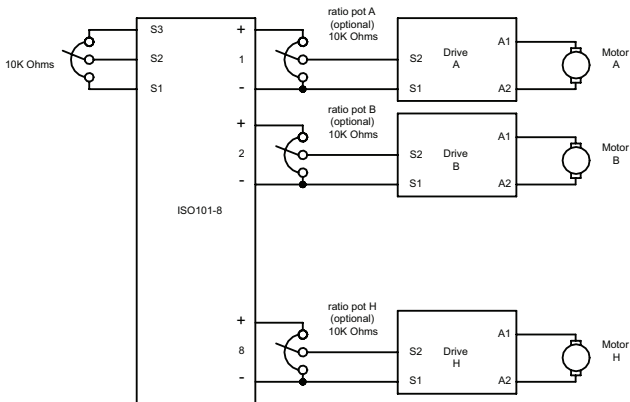 10K Ohms
S3
S2
S1
ISO101-8
+
1
-
ratio pot A
(optional)
10K Ohms
S2
S1
Drive
A
A1
A2
Motor
A
+
2
-
ratio pot B
(optional)
10K Ohms
S2
S1
Drive
B
A1
A2
Motor
B
+
8
-
ratio pot H
(optional)
10K Ohms
S2
S1
Drive
H
A1
A2
Motor
H